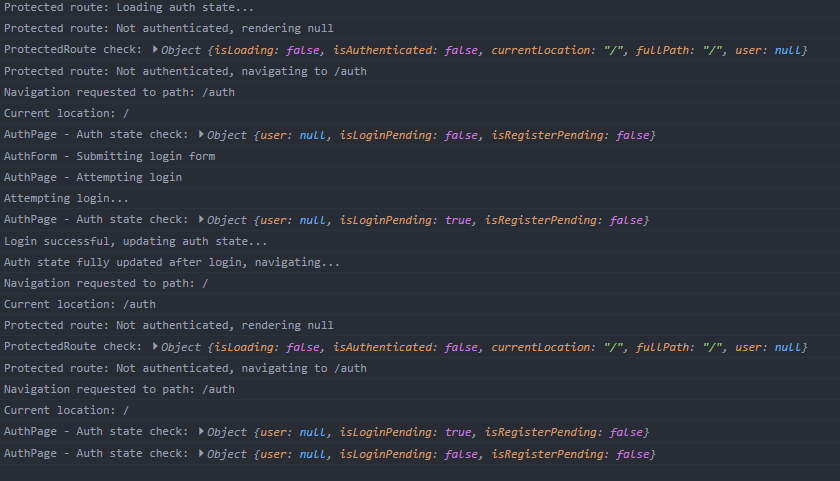 Protected route: Loading auth state...
Protected route: Not authenticated, rendering null
ProtectedRoute check: ▶Object {isLoading: false, isAuthenticated: false, currentLocation: "/", fullPath: "/", user: null}
Protected route: Not authenticated, navigating to /auth
Navigation requested to path: /auth
Current location: /
AuthPage - Auth state check: ▶Object {user: null, isLoginPending: false, isRegisterPending: false}
AuthForm - Submitting login form
AuthPage - Attempting login
Attempting login...
AuthPage - Auth state check: ▶Object {user: null, isLoginPending: true, isRegisterPending: false}
Login successful, updating auth state...
Auth state fully updated after login, navigating...
Navigation requested to path: /
Current location: /auth
Protected route: Not authenticated, rendering null
ProtectedRoute check: ▶Object {isLoading: false, isAuthenticated: false, currentLocation: "/", fullPath: "/", user: null}
Protected route: Not authenticated, navigating to /auth
Navigation requested to path: /auth
Current location: /
AuthPage - Auth state check: ▶Object {user: null, isLoginPending: true, isRegisterPending: false}
AuthPage - Auth state check: ▶Object {user: null, isLoginPending: false, isRegisterPending: false}